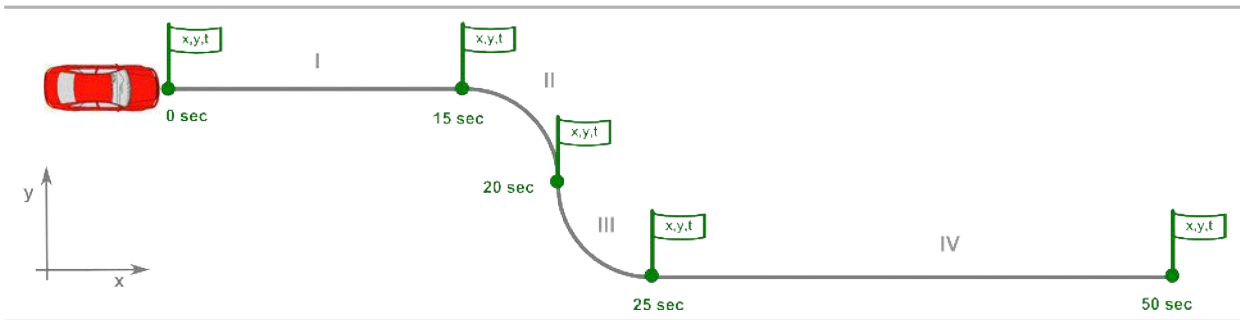 x,y,t
x,y,t
I
II
0 sec
15 sec
x,y,t
20 sec
y
III
x,y,t
x,y,t
IV
x
25 sec
50 sec